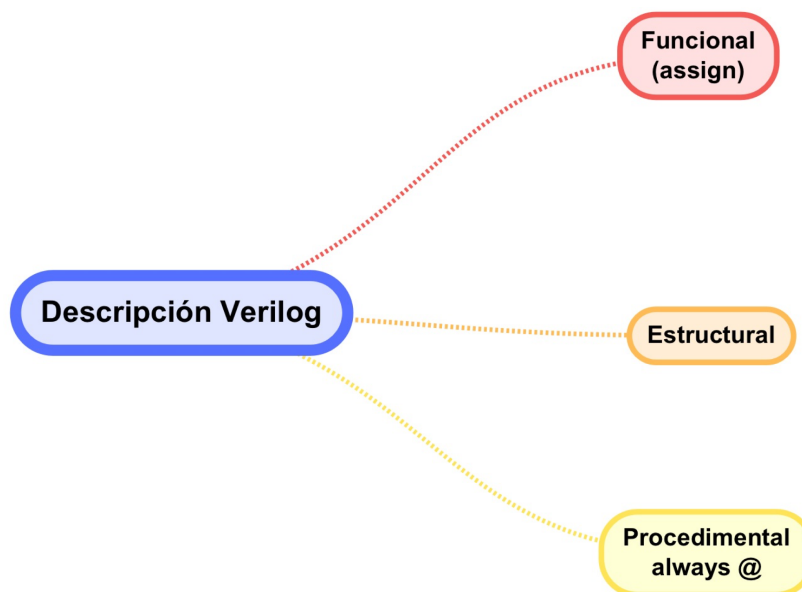 Funcional
(assign)
Descripción Verilog
Estructural
Procedimental
always @